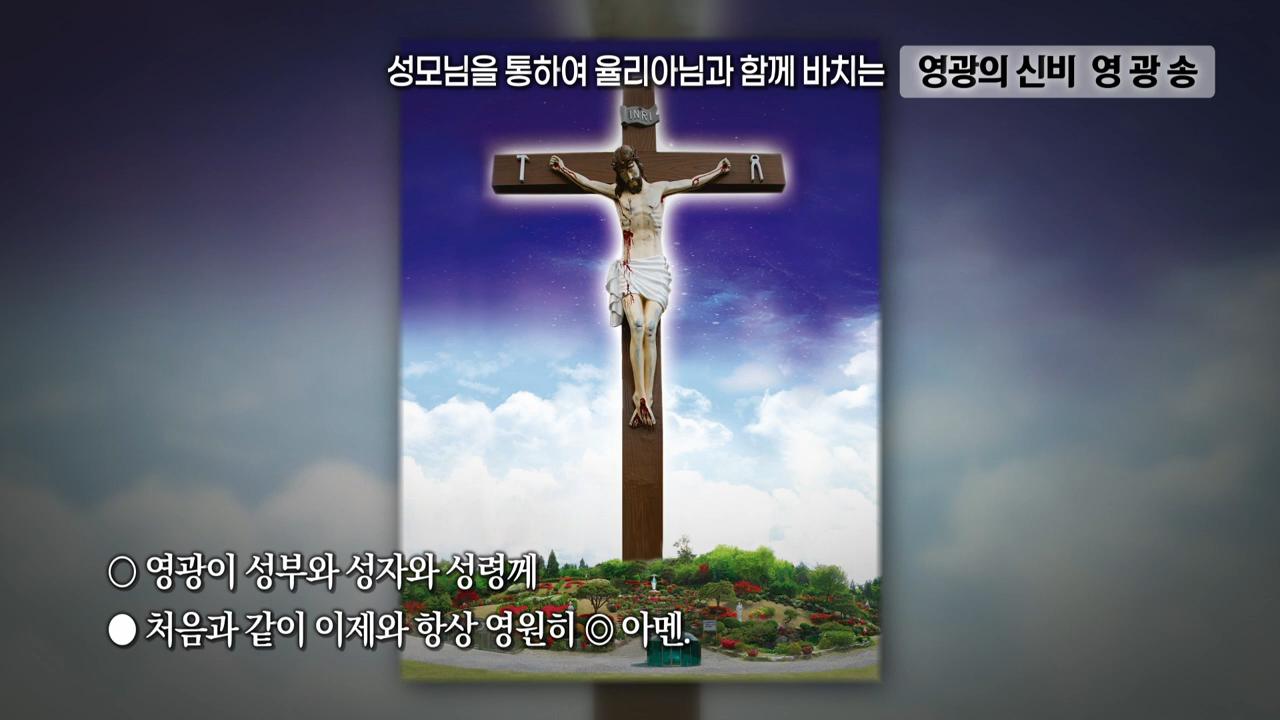 성모님을 통하여 율리아님과 함께 바치는 영광의 신비 영 광 송
INRI
○ 영광이 성부와 성자와 성령께
● 처음과 같이 이제와 항상 영원히 ◎ 아멘.